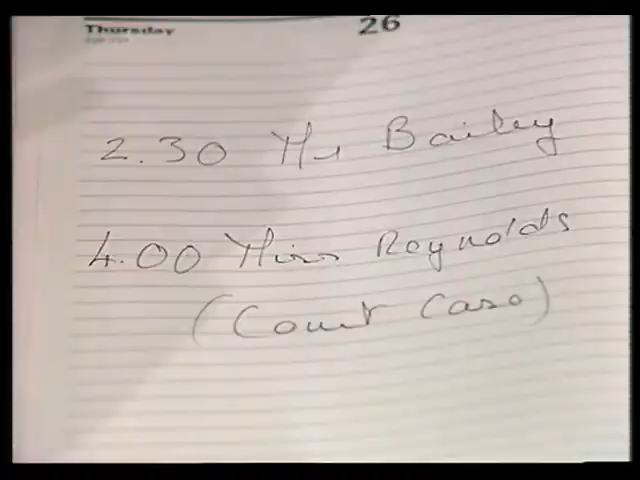 Thursday 26
2.30 Mr Bailey
4.00 Miss Reynolds
(Court Case)